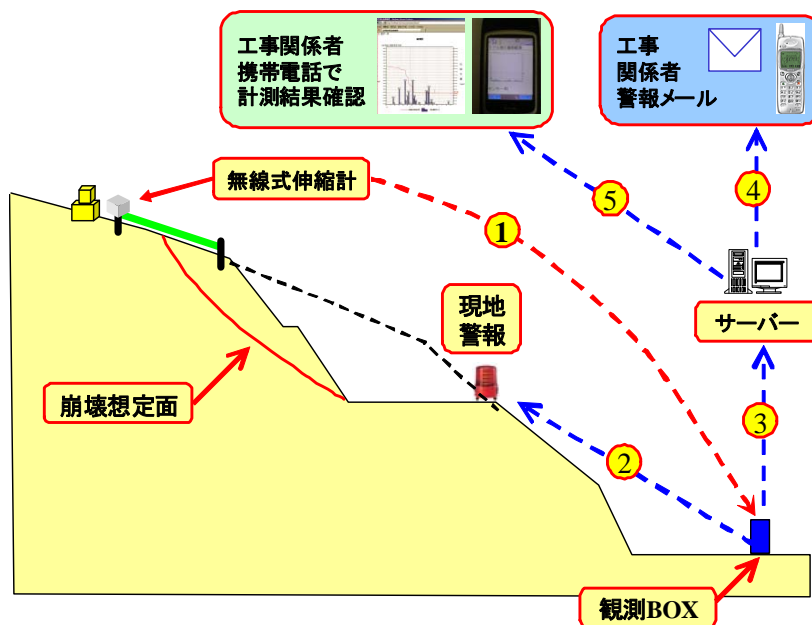 工事関係者
携帯電話で
計測結果確認
工事
関係者
警報メール
無線式伸縮計
1
5
4
サーバー
現地
警報
崩壊想定面
2
3
観測BOX